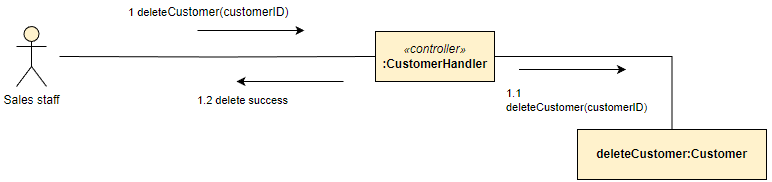 1 deleteCustomer(customerID)
«controller»
:CustomerHandler
Sales staff
1.2 delete success
1.1
deleteCustomer(customerID)
deleteCustomer:Customer